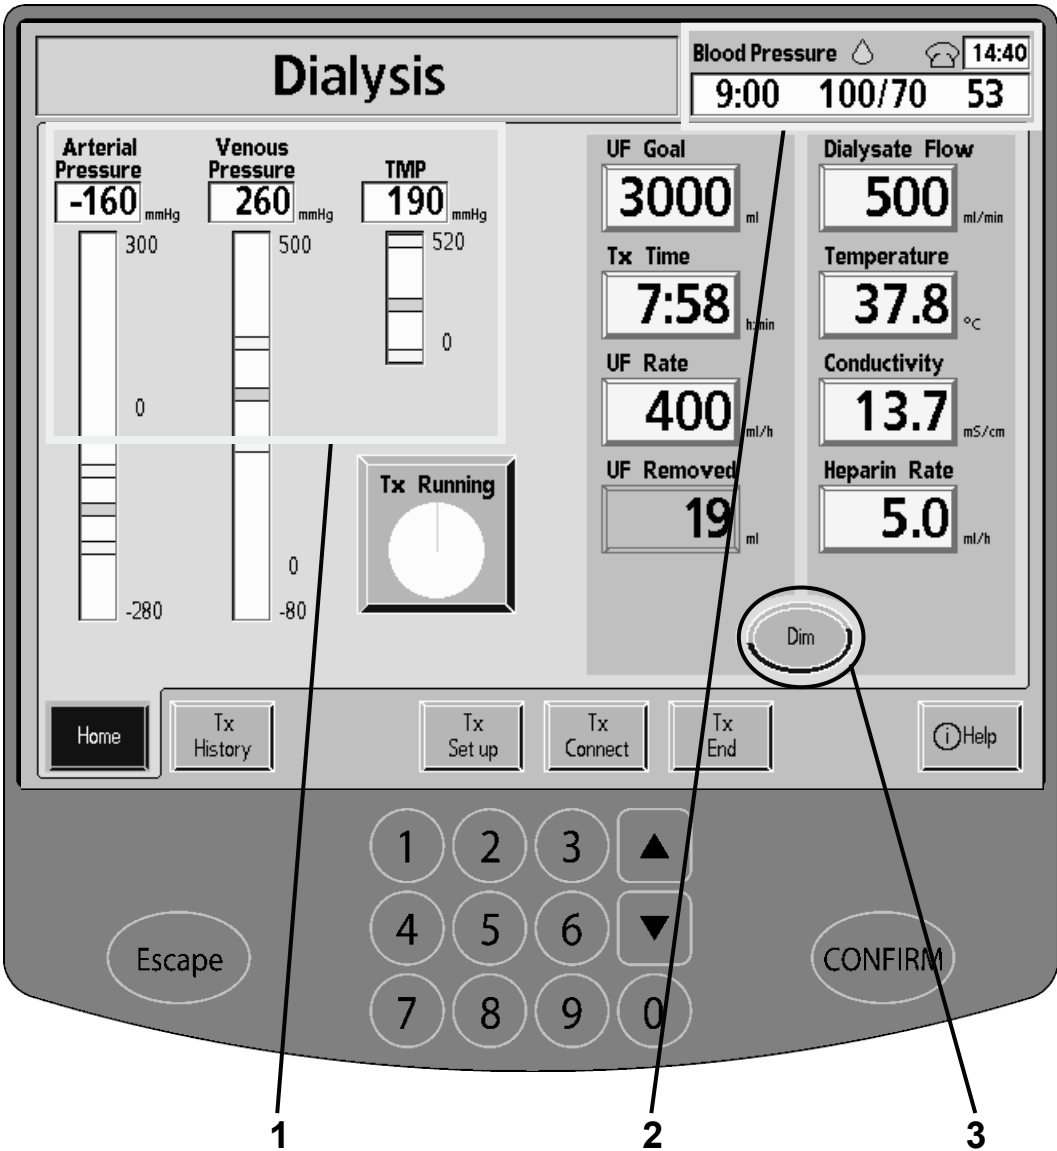 Dialysis
Blood Pressure 14:40
9:00 100/70 53
Arterial Pressure
-160 mmHg
300
0
-280
Venous Pressure
260 mmHg
500
0
-80
TMP
190 mmHg
520
0
Tx Running
UF Goal
3000 ml
Tx Time
7:58 h:min
UF Rate
400 ml/h
UF Removed
19 ml
Dialysate Flow
500 ml/min
Temperature
37.8 °C
Conductivity
13.7 mS/cm
Heparin Rate
5.0 ml/h
Dim
Home
Tx
History
Tx
Set up
Tx
Connect
Tx
End
i Help
1 2 3
4 5 6
7 8 9 0
Escape
CONFIRM
1 2 3